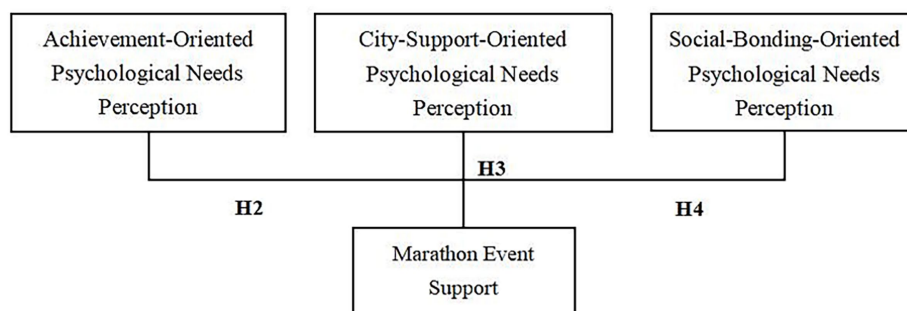 Achievement-Oriented
Psychological Needs
Perception
City-Support-Oriented
Psychological Needs
Perception
Social-Bonding-Oriented
Psychological Needs
Perception
H3
H2
H4
Marathon Event
Support